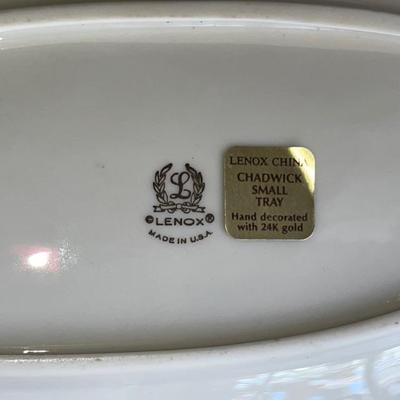 L
©LENOX®
MADE IN U.S.A.
LENOX CHINA
CHADWICK
SMALL
TRAY
Hand decorated
with 24K gold